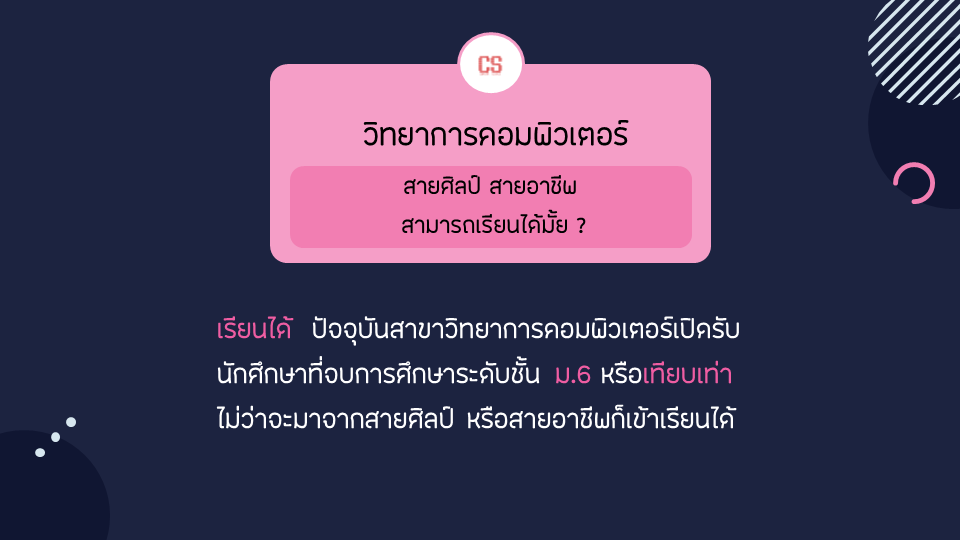 CS
วิทยาการคอมพิวเตอร์
สายศิลป์ สายอาชีพ
สามารถเรียนได้มั้ย ?
เรียนได้ ปัจจุบันสาขาวิทยาการคอมพิวเตอร์เปิดรับ
นักศึกษาที่จบการศึกษาระดับชั้น ม.6 หรือเทียบเท่า
ไม่ว่าจะมาจากสายศิลป์ หรือสายอาชีพก็เข้าเรียนได้